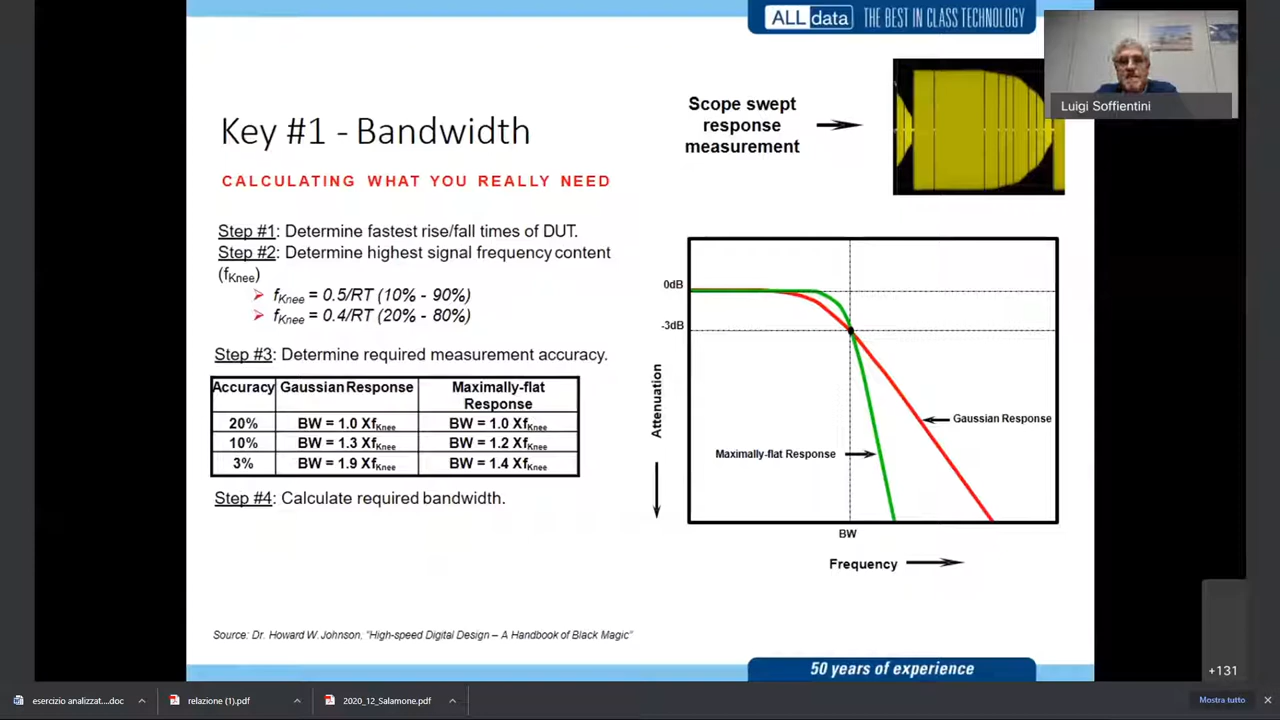 ALL data THE BEST IN CLASS TECHNOLOGY
Luigi Soffientini
Scope swept
response
measurement
Key #1 - Bandwidth
CALCULATING WHAT YOU REALLY NEED
Step #1: Determine fastest rise/fall times of DUT.
Step #2: Determine highest signal frequency content
(fKnee)
➢ fKnee = 0.5/RT (10% - 90%)
➢ fKnee = 0.4/RT (20% - 80%)
Step #3: Determine required measurement accuracy.
Accuracy Gaussian Response Maximally-flat
Response
20% BW = 1.0 XfKnee BW = 1.0 XfKnee
10% BW = 1.3 XfKnee BW = 1.2 XfKnee
3% BW = 1.9 XfKnee BW = 1.4 XfKnee
Step #4: Calculate required bandwidth.
0dB
-3dB
Attenuation
Gaussian Response
Maximally-flat Response
BW
Frequency
Source: Dr. Howard W. Johnson, "High-speed Digital Design – A Handbook of Black Magic"
50 years of experience
+131
esercizio analizzat....doc
relazione (1).pdf
2020_12_Salamone.pdf
Mostra tutto